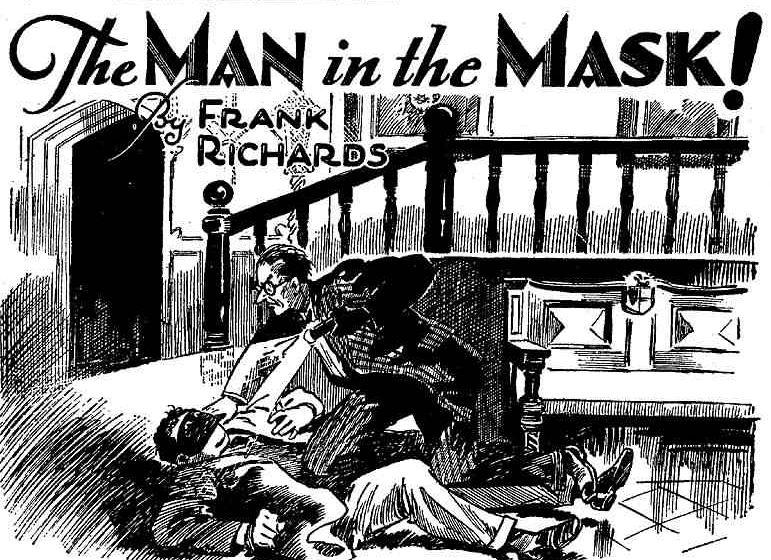 The MAN in the MASK!
By FRANK
RICHARDS